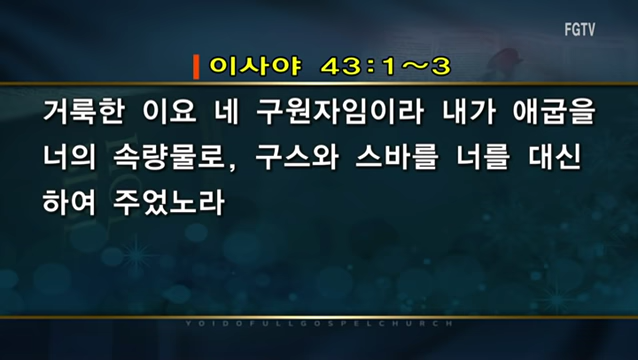 FGTV
이사야 43:1~3
거룩한 이요 네 구원자임이라 내가 애굽을
너의 속량물로, 구스와 스바를 너를 대신
하여 주었노라
YOIDOFULLGOSPELCHURCH